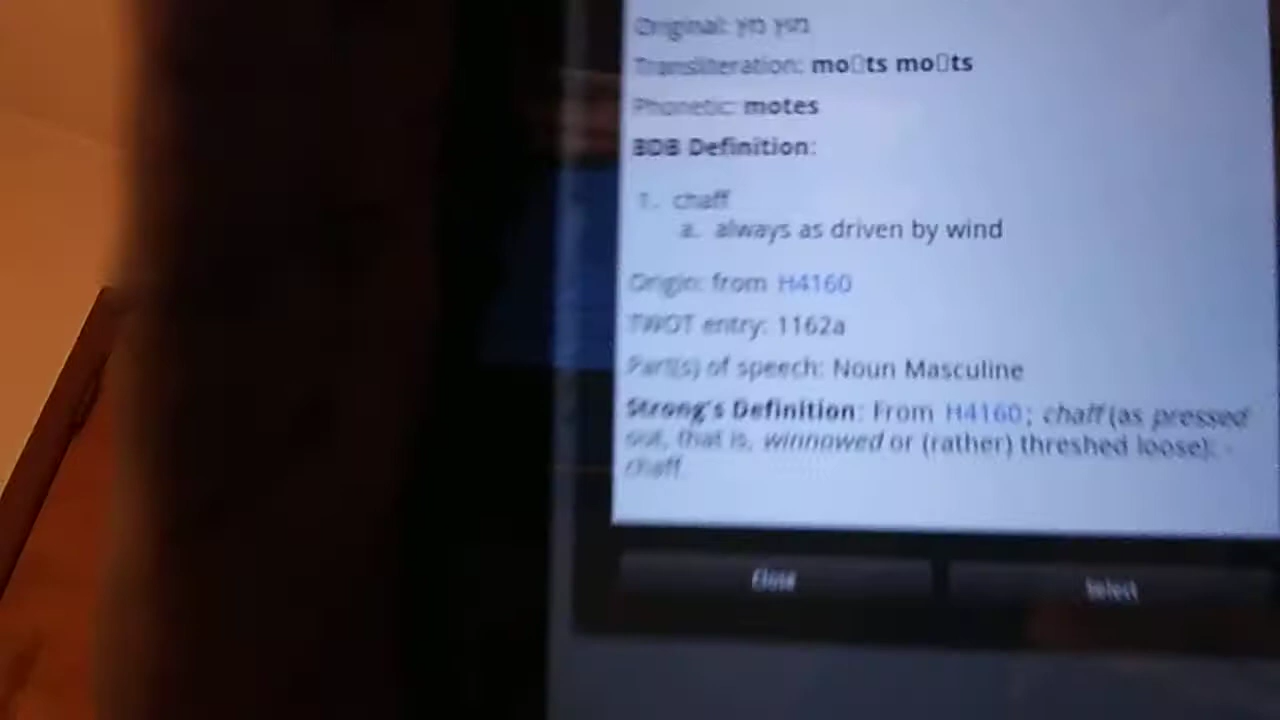 Original: מוץ מץ
Transliteration: mo▯ts mo▯ts
Phonetic: motes
BDB Definition:
1. chaff
a. always as driven by wind
Origin: from H4160
TWOT entry: 1162a
Part(s) of speech: Noun Masculine
Strong's Definition: From H4160; chaff (as pressed
out, that is, winnowed or (rather) threshed loose): -
chaff.
Close
Select